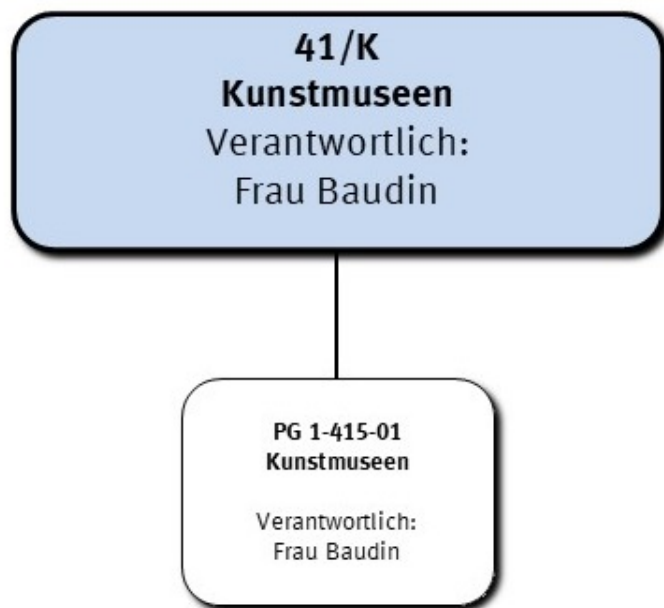 41/K
Kunstmuseen
Verantwortlich:
Frau Baudin
PG 1-415-01
Kunstmuseen
Verantwortlich:
Frau Baudin